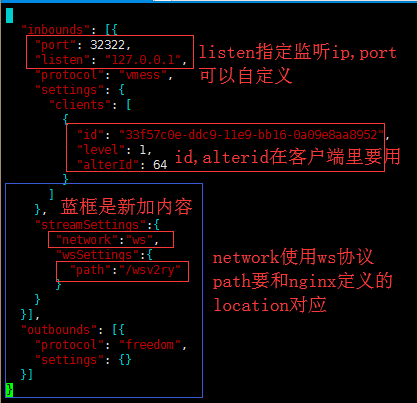 {
"inbounds": [{
"port": 32322,
"listen": "127.0.0.1",
listen指定监听ip,port
可以自定义
"protocol": "vmess",
"settings": {
"clients": [
{
"id": "33f57c0e-ddc9-11e9-bb16-0a09e8aa8952",
"level": 1,
"alterId": 64
id,alterid在客户端里要用
}
]
},
蓝框是新加内容
"streamSettings":{
"network":"ws",
"wsSettings":{
"path":"/wsv2ry"
}
}
network使用ws协议
path要和nginx定义的
location对应
}],
"outbounds": [{
"protocol": "freedom",
"settings": {}
}]
}